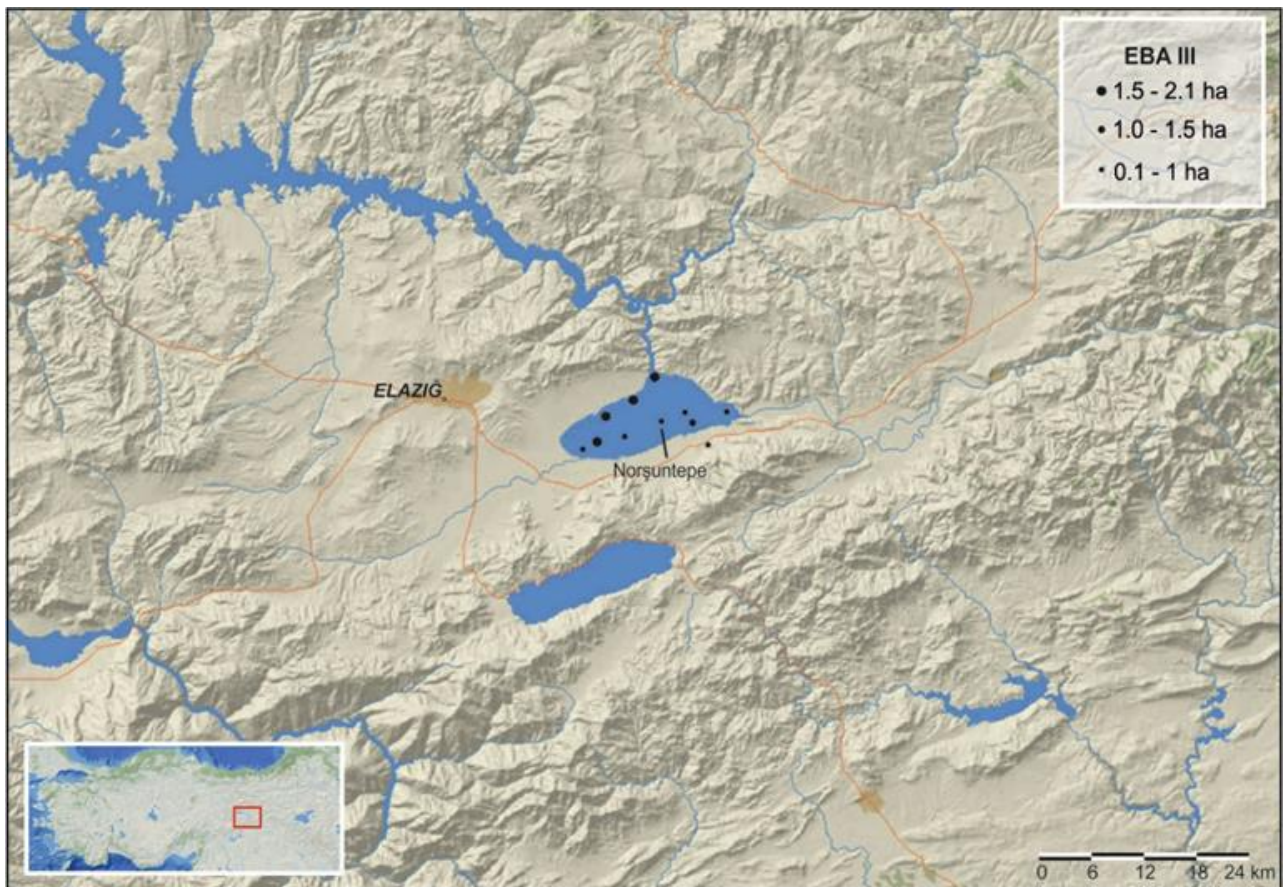 EBA III
1.5 - 2.1 ha
1.0 - 1.5 ha
0.1 - 1 ha
ELAZIĞ
Norşuntepe
0 6 12 18 24 km